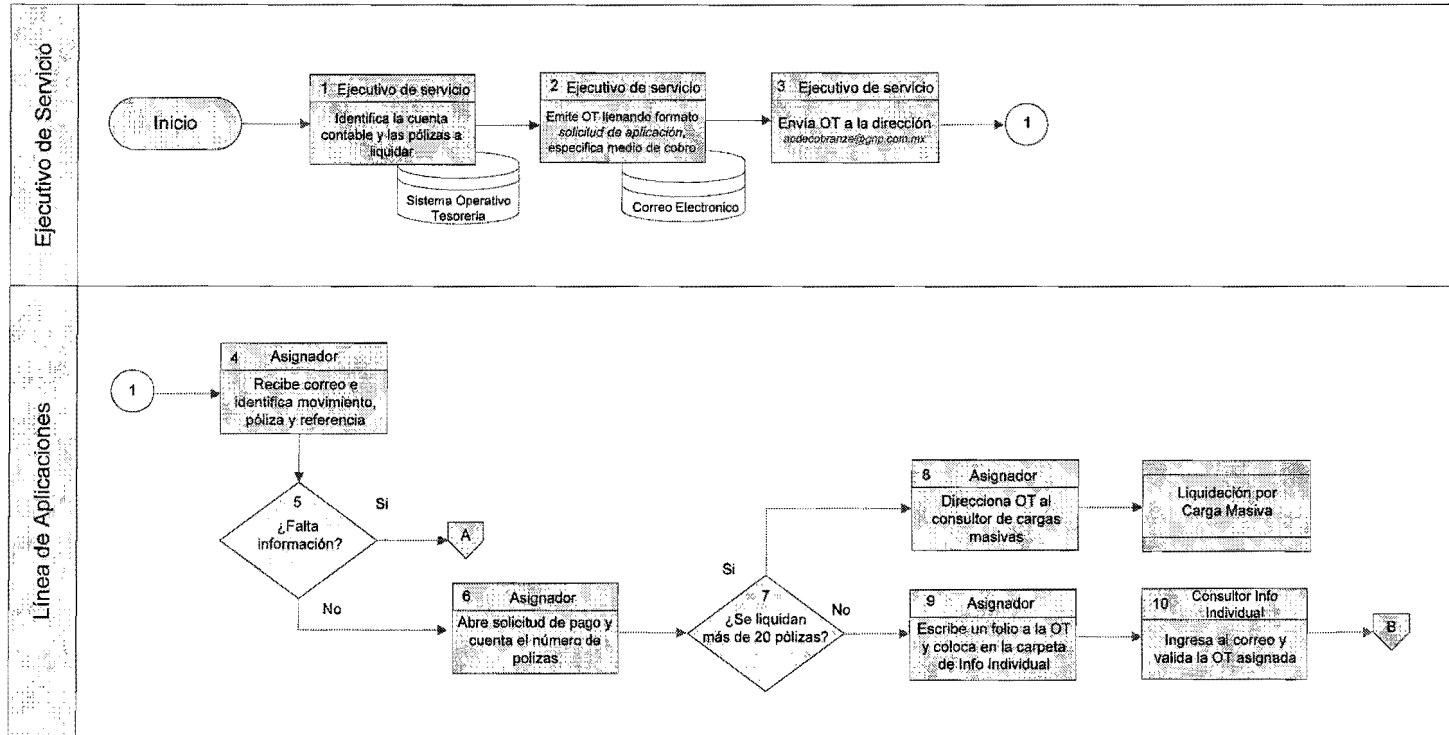 Ejecutivo de Servicio
Inicio
1 Ejecutivo de servicio
Identifica la cuenta
contable y las pólizas a
liquidar
Sistema Operativo
Tesorería
2 Ejecutivo de servicio
Emite OT llenando formato
solicitud de aplicación,
especifica medio de cobro
Correo Electronico
3 Ejecutivo de servicio
Envía OT a la dirección
1
Línea de Aplicaciones
1
4 Asignador
Recibe correo e
identifica movimiento,
póliza y referencia
5
¿Falta
información?
Si
A
No
6 Asignador
Abre solicitud de pago y
cuenta el número de
polizas
7
¿Se liquidan
más de 20 pólizas?
Si
8 Asignador
Direcciona OT al
consultor de cargas
masivas
Liquidación por
Carga Masiva
No
9 Asignador
Escribe un folio a la OT
y coloca en la carpeta
de Info Individual
10 Consultor Info
Individual
Ingresa al correo y
valida la OT asignada
B